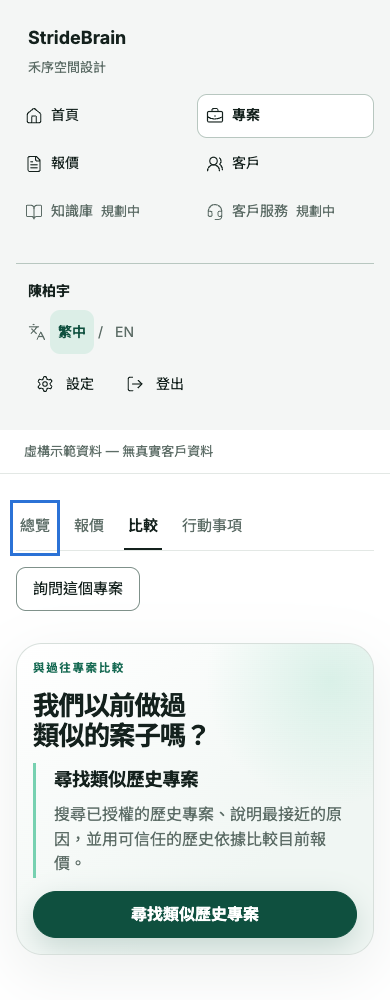 StrideBrain
禾序空間設計
首頁
專案
報價
客戶
知識庫 規劃中
客戶服務 規劃中
陳柏宇
繁中 / EN
設定
登出
虛構示範資料 — 無真實客戶資料
總覽 報價 比較 行動事項
詢問這個專案
與過往專案比較
我們以前做過
類似的案子嗎？
尋找類似歷史專案
搜尋已授權的歷史專案、說明最接近的原
因，並用可信任的歷史依據比較目前報
價。
尋找類似歷史專案